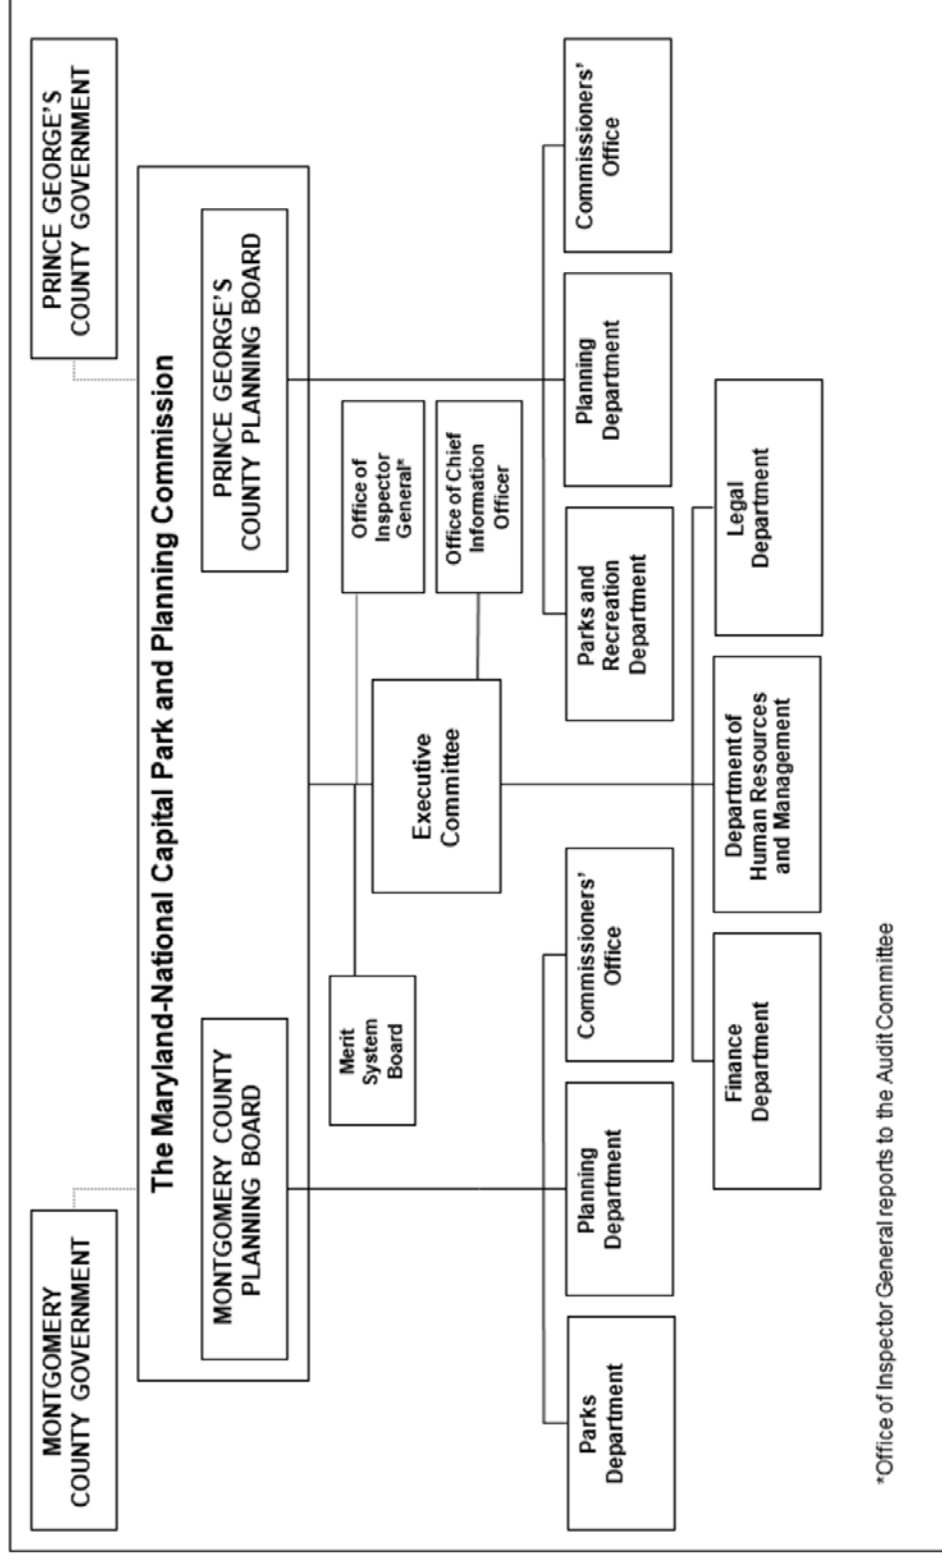 MONTGOMERY
COUNTY GOVERNMENT
PRINCE GEORGE'S
COUNTY GOVERNMENT
The Maryland-National Capital Park and Planning Commission
MONTGOMERY COUNTY
PLANNING BOARD
PRINCE GEORGE'S
COUNTY PLANNING BOARD
Merit
System
Board
Office of
Inspector
General*
Executive
Committee
Office of Chief
Information
Officer
Parks
Department
Planning
Department
Commissioners'
Office
Parks and
Recreation
Department
Planning
Department
Commissioners'
Office
Finance
Department
Department of
Human Resources
and Management
Legal
Department
*Office of Inspector General reports to the Audit Committee